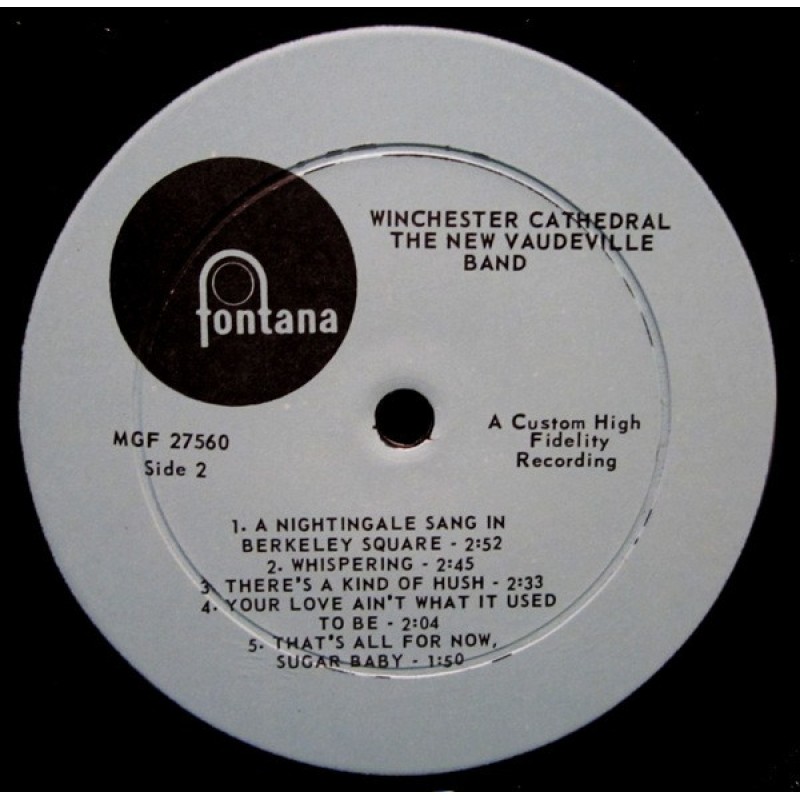 WINCHESTER CATHEDRAL
THE NEW VAUDEVILLE
BAND
fontana
MGF 27560
Side 2
A Custom High
Fidelity
Recording
1. A NIGHTINGALE SANG IN
BERKELEY SQUARE - 2:52
2. WHISPERING - 2:45
3. THERE'S A KIND OF HUSH - 2:33
4. YOUR LOVE AIN'T WHAT IT USED
TO BE - 2:04
5. THAT'S ALL FOR NOW,
SUGAR BABY - 1:50